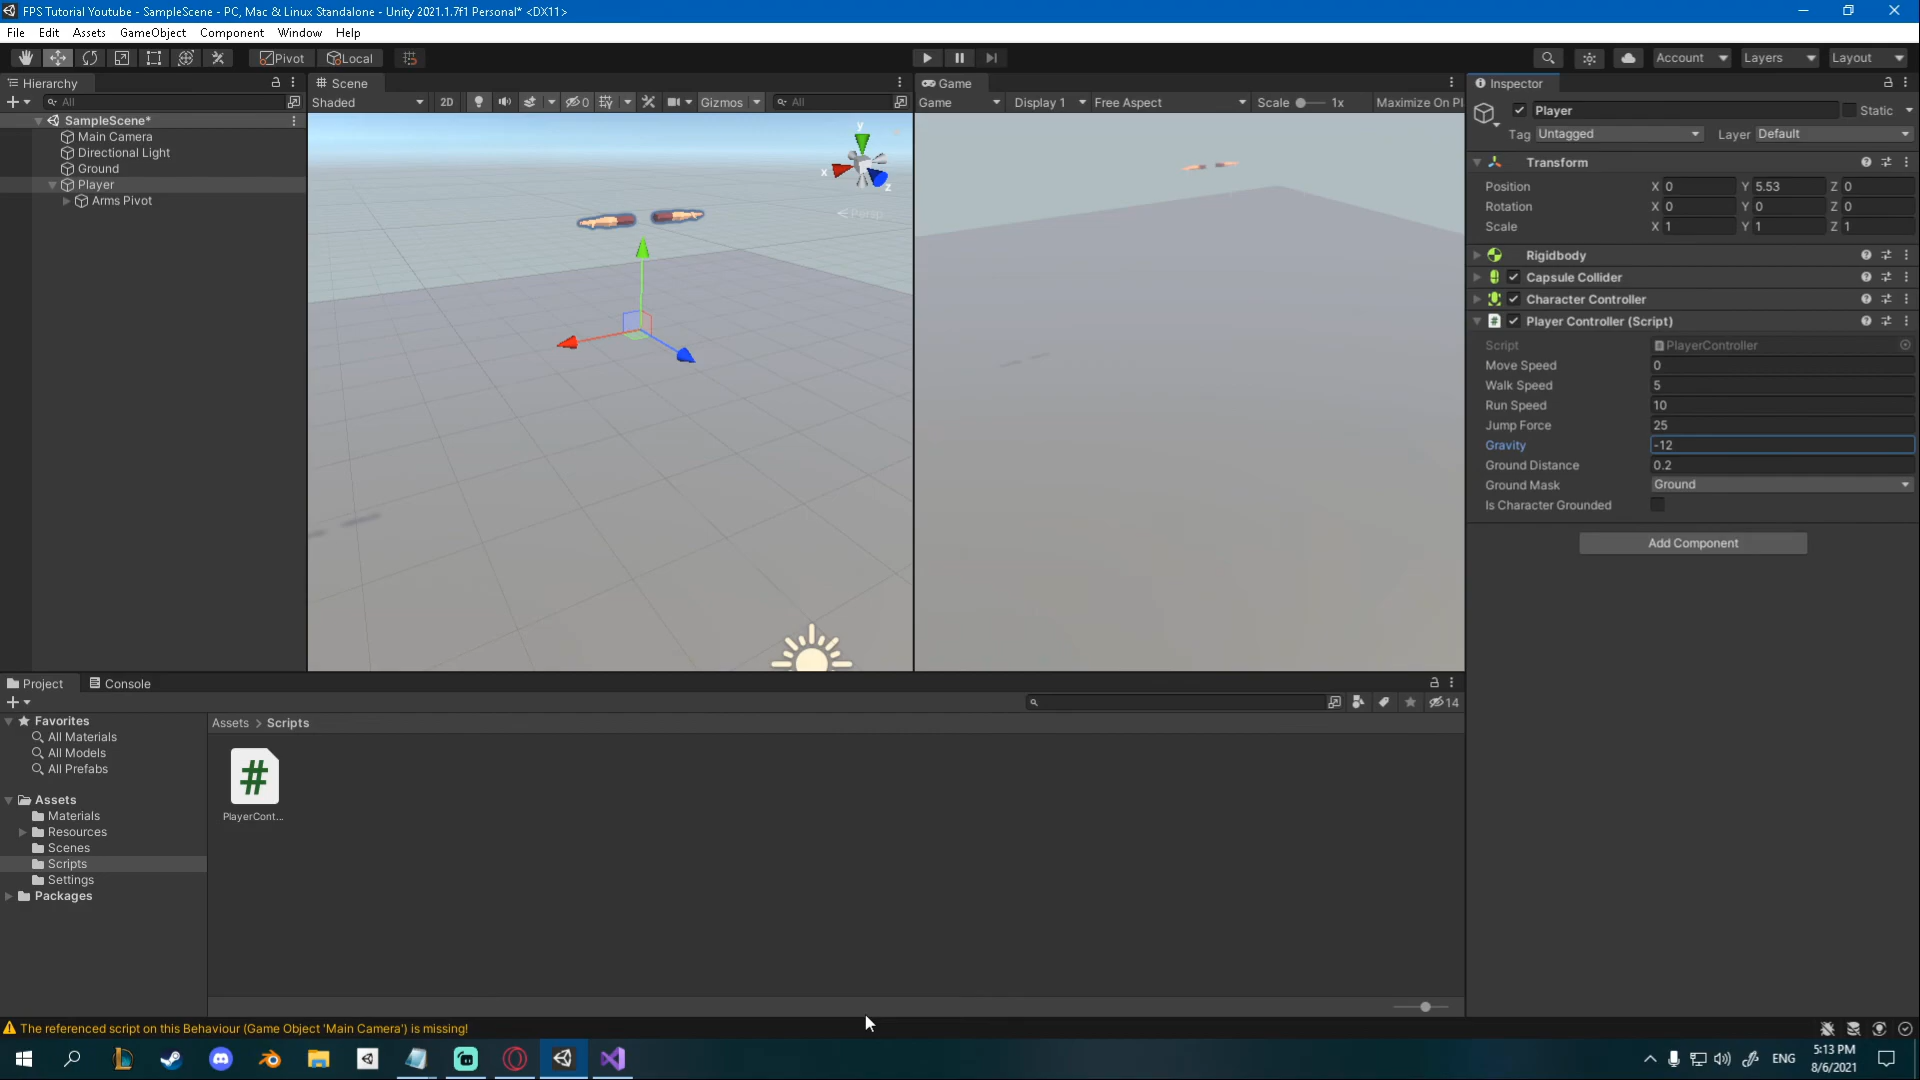 FPS Tutorial Youtube - SampleScene - PC, Mac & Linux Standalone - Unity 2021.1.7f1 Personal* <DX11>
File Edit Assets GameObject Component Window Help
Pivot Local Account Layers Layout
Hierarchy
All
SampleScene*
Main Camera
Directional Light
Ground
Player
Arms Pivot
Scene
Shaded 2D 0 Gizmos All
y
x
z
Persp
Game
Game Display 1 Free Aspect Scale 1x Maximize On Pl
Inspector
Player Static
Tag Untagged Layer Default
Transform
Position X 0 Y 5.53 Z 0
Rotation X 0 Y 0 Z 0
Scale X 1 Y 1 Z 1
Rigidbody
Capsule Collider
Character Controller
# Player Controller (Script)
Script PlayerController
Move Speed 0
Walk Speed 5
Run Speed 10
Jump Force 25
Gravity -12
Ground Distance 0.2
Ground Mask Ground
Is Character Grounded
Add Component
Project Console
14
Favorites
All Materials
All Models
All Prefabs
Assets
Materials
Resources
Scenes
Scripts
Settings
Packages
Assets > Scripts
#
PlayerCont...
The referenced script on this Behaviour (Game Object 'Main Camera') is missing!
ENG
5:13 PM
8/6/2021